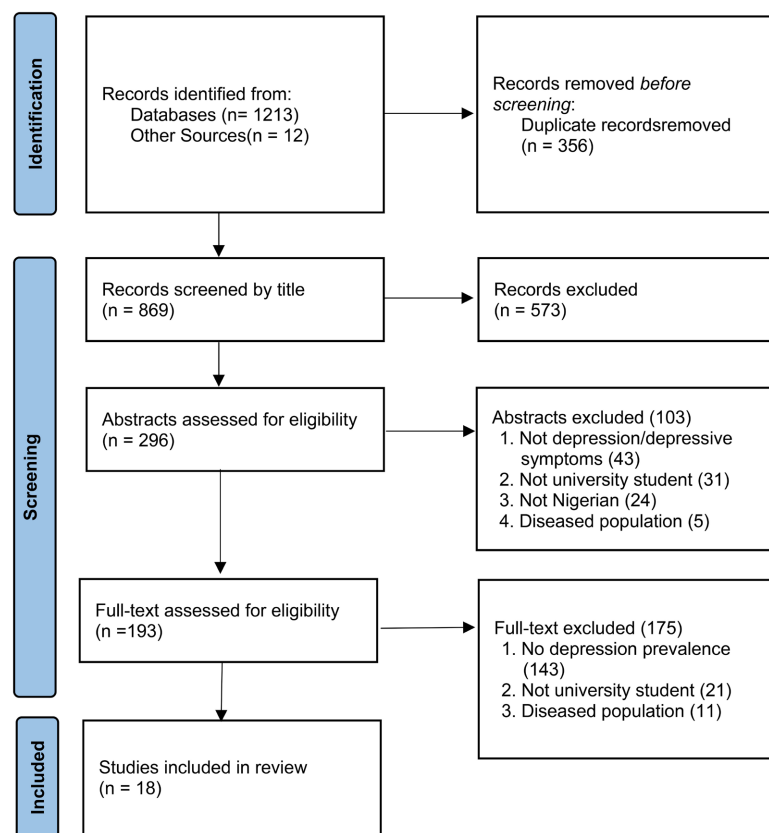 Identification
Records identified from:
Databases (n= 1213)
Other Sources(n = 12)
Records removed before
screening:
Duplicate recordsremoved
(n = 356)
Screening
Records screened by title
(n = 869)
Records excluded
(n = 573)
Abstracts assessed for eligibility
(n = 296)
Abstracts excluded (103)
1. Not depression/depressive
symptoms (43)
2. Not university student (31)
3. Not Nigerian (24)
4. Diseased population (5)
Full-text assessed for eligibility
(n =193)
Full-text excluded (175)
1. No depression prevalence
(143)
2. Not university student (21)
3. Diseased population (11)
Included
Studies included in review
(n = 18)